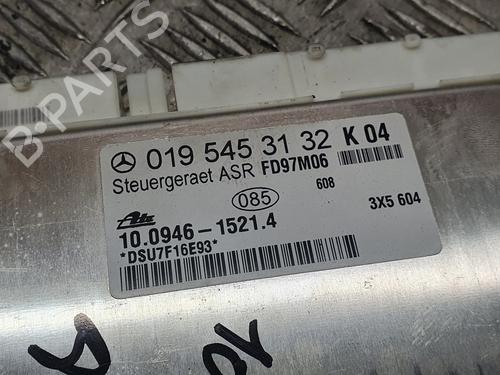 B-PARTS
019 545 31 32 K 04
Steuergeraet ASR FD97M06
608
085
3X5 604
Ate
10.0946-1521.4
*DSU7F16E93*